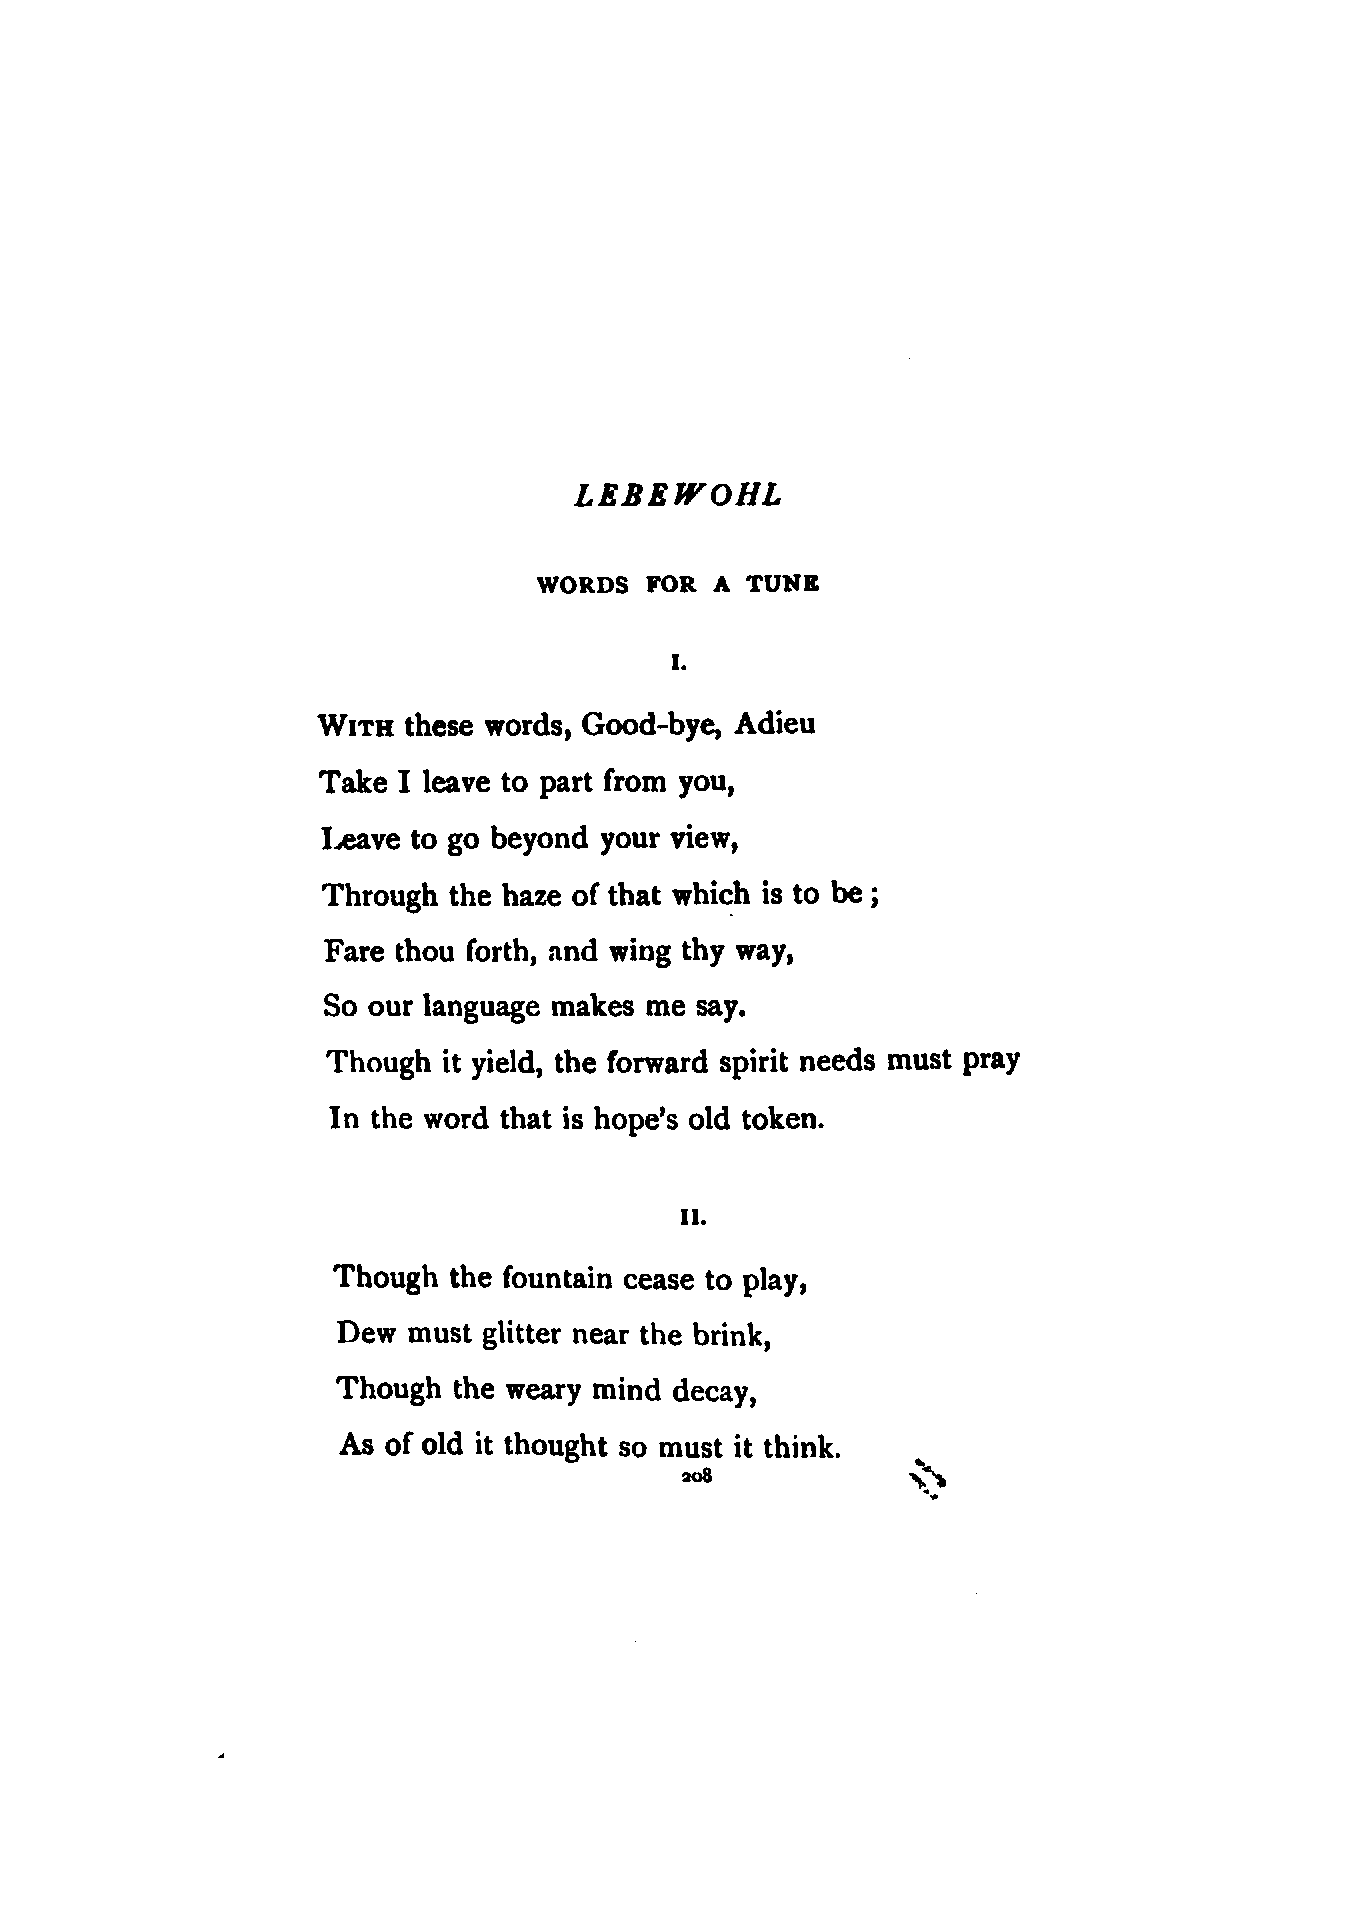 LEBEWOHL
WORDS FOR A TUNE
I.
WITH these words, Good-bye, Adieu
Take I leave to part from you,
Leave to go beyond your view,
Through the haze of that which is to be;
Fare thou forth, and wing thy way,
So our language makes me say.
Though it yield, the forward spirit needs must pray
In the word that is hope's old token.
II.
Though the fountain cease to play,
Dew must glitter near the brink,
Though the weary mind decay,
As of old it thought so must it think.
208